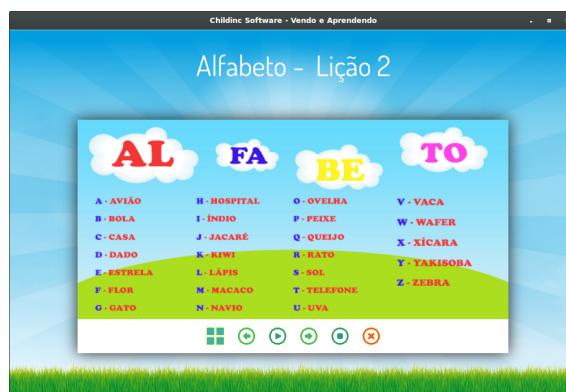 Childinc Software - Vendo e Aprendendo
Alfabeto - Lição 2
AL FA BE TO
A - AVIÃO
B - BOLA
C - CASA
D - DADO
E - ESTRELA
F - FLOR
G - GATO
H - HOSPITAL
I - ÍNDIO
J - JACARÉ
K - KIWI
L - LÁPIS
M - MACACO
N - NAVIO
O - OVELHA
P - PEIXE
Q - QUEIJO
R - RATO
S - SOL
T - TELEFONE
U - UVA
V - VACA
W - WAFER
X - XÍCARA
Y - YAKISOBA
Z - ZEBRA